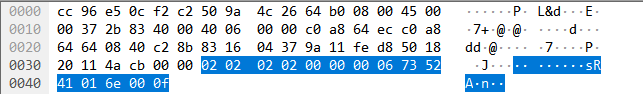 0000 cc 96 e5 0c f2 c2 50 9a 4c 26 64 b0 08 00 45 00 ······P· L&d···E·
0010 00 37 2b 83 40 00 40 06 00 00 c0 a8 64 ec c0 a8 ·7+·@·@· ····d···
0020 64 64 08 40 c2 8b 83 16 04 37 9a 11 fe d8 50 18 dd·@···· ·7····P·
0030 20 11 4a cb 00 00 02 02 02 02 00 00 00 06 73 52 ·J····· ······sR
0040 41 01 6e 00 0f A·n··